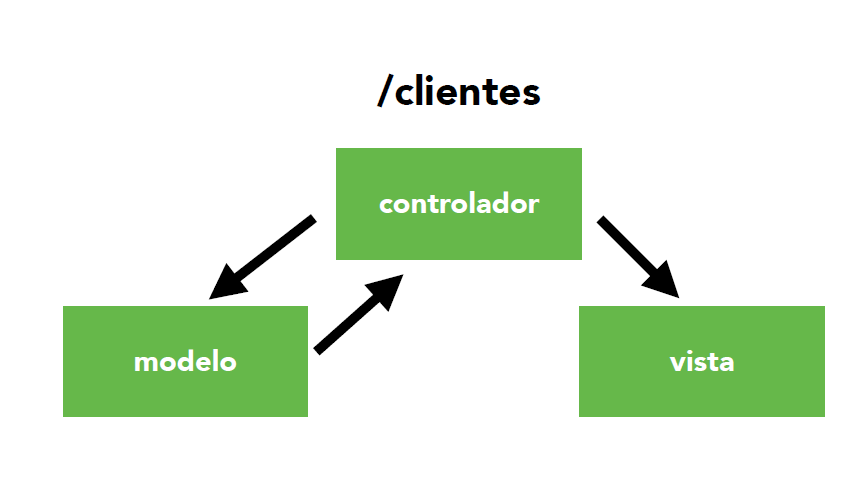 /clientes
controlador
modelo
vista